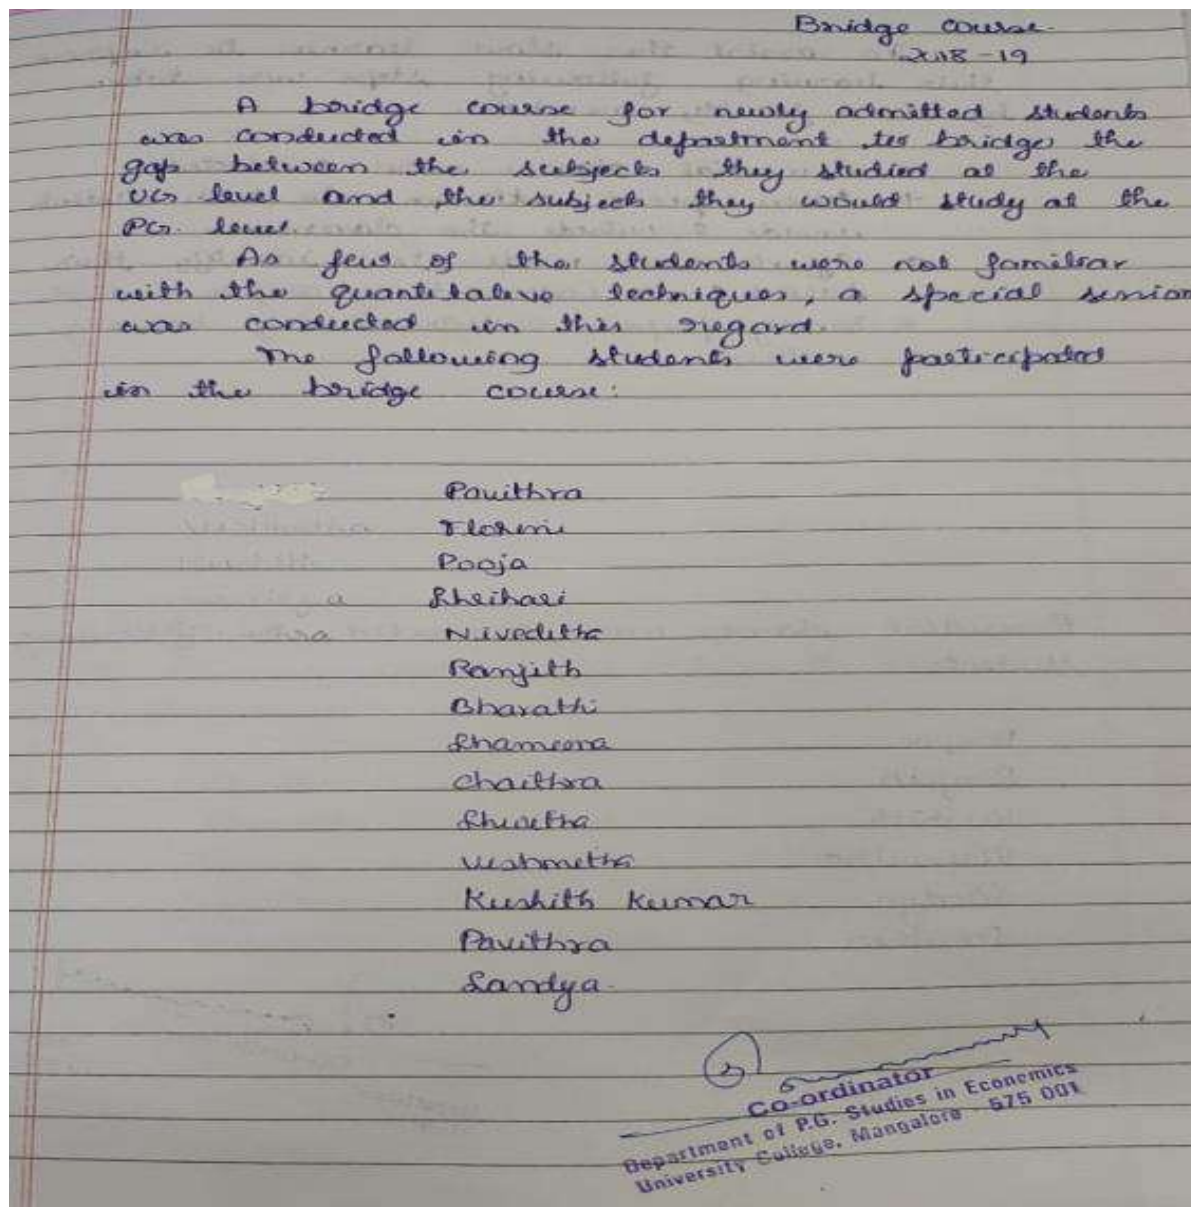 Bridge course.
2018-19
A bridge course for newly admitted students
was conducted in the department to bridge the
gap between the subjects they studied at the
UG level and the subjects they would study at the
PG level.
As few of the students were not familiar
with the quantitative techniques, a special
was conducted in this regard.
The following students were participated
in the bridge course:
Pavithra
Pooja
Shrihari
Niveditha
Ranjith
Bharathi
Shameena
Chaithra
Shwetha
Kushith Kumar
Pavithra
Sandya.
Co-ordinator
Department of P.G. Studies in Economics
University College, Mangalore - 575 001